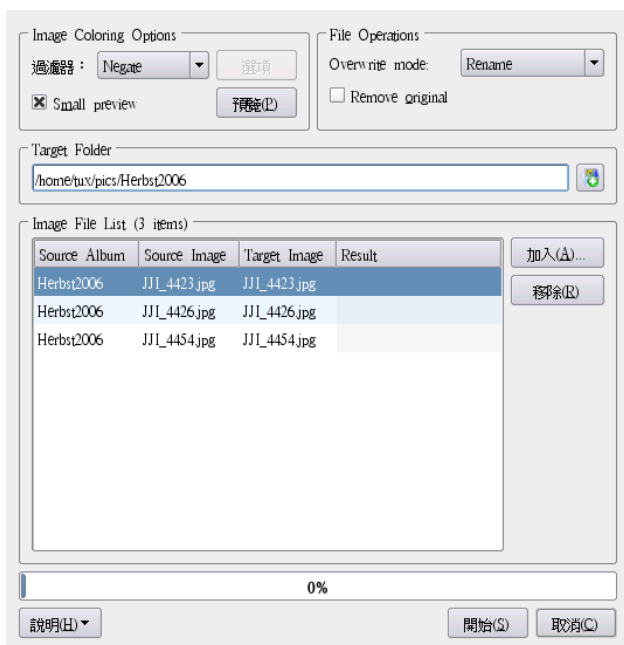 Image Coloring Options
過濾器： Negate 選項
Small preview 預覽(P)
File Operations
Overwrite mode: Rename
Remove original
Target Folder
/home/tux/pics/Herbst2006
Image File List (3 items)
Source Album Source Image Target Image Result
Herbst2006 JJI_4423.jpg JJI_4423.jpg
Herbst2006 JJI_4426.jpg JJI_4426.jpg
Herbst2006 JJI_4454.jpg JJI_4454.jpg
加入(A)...
移除(R)
0%
說明(H) 開始(S) 取消(C)